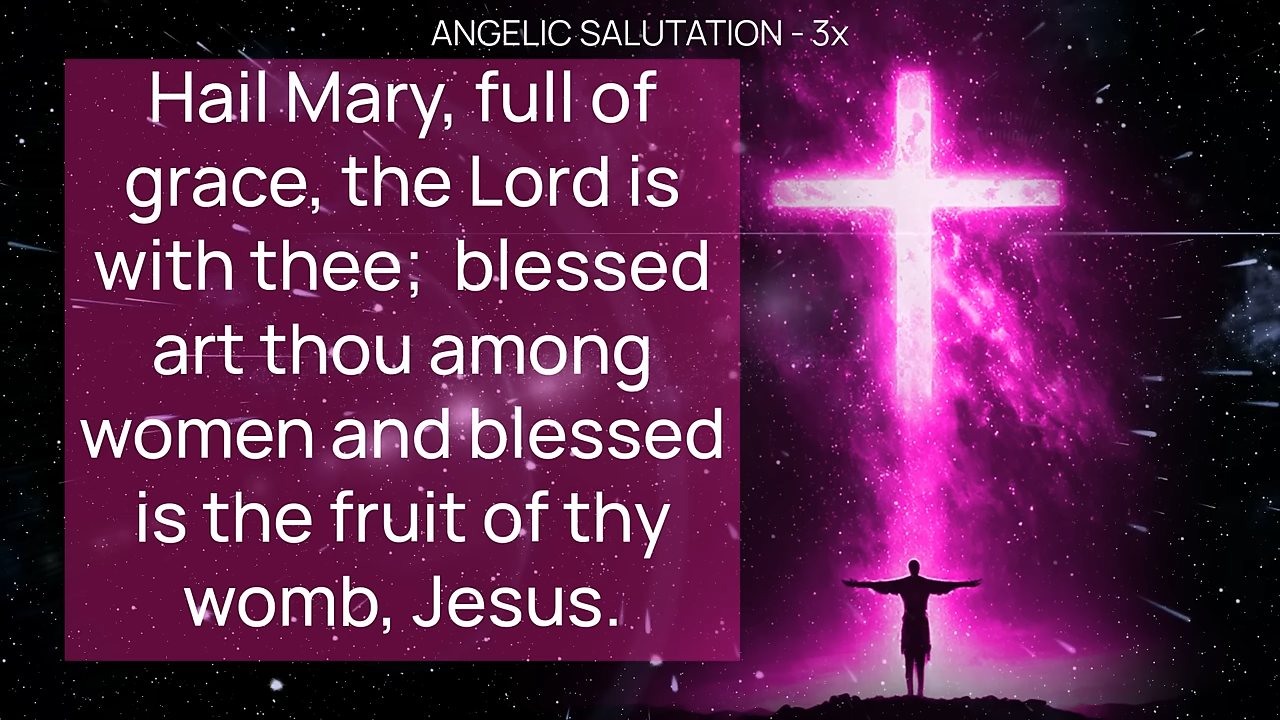 ANGELIC SALUTATION - 3x
Hail Mary, full of
grace, the Lord is
with thee;  blessed
art thou among
women and blessed
is the fruit of thy
womb, Jesus.